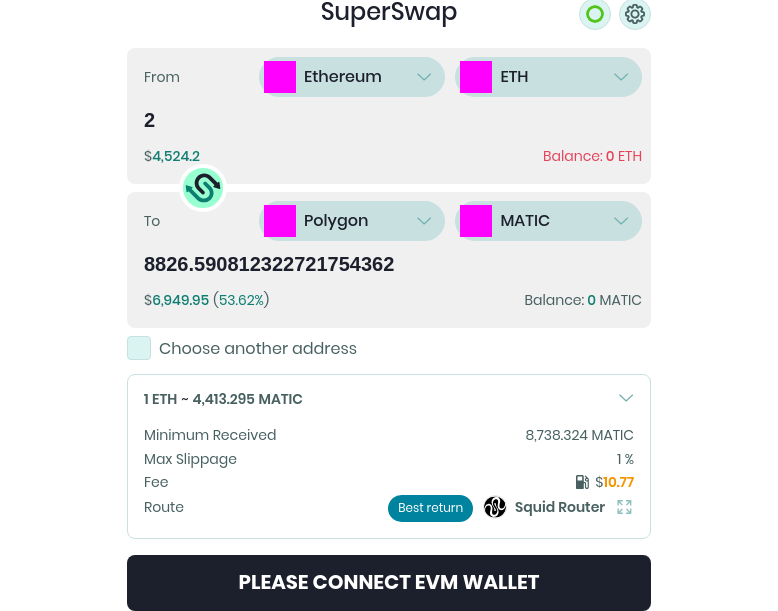 SuperSwap
From Ethereum ETH
2
$4,524.2 Balance: 0 ETH
To Polygon MATIC
8826.590812322721754362
$6,949.95 (53.62%) Balance: 0 MATIC
Choose another address
1 ETH ~ 4,413.295 MATIC
Minimum Received 8,738.324 MATIC
Max Slippage 1 %
Fee $10.77
Route Best return Squid Router
PLEASE CONNECT EVM WALLET